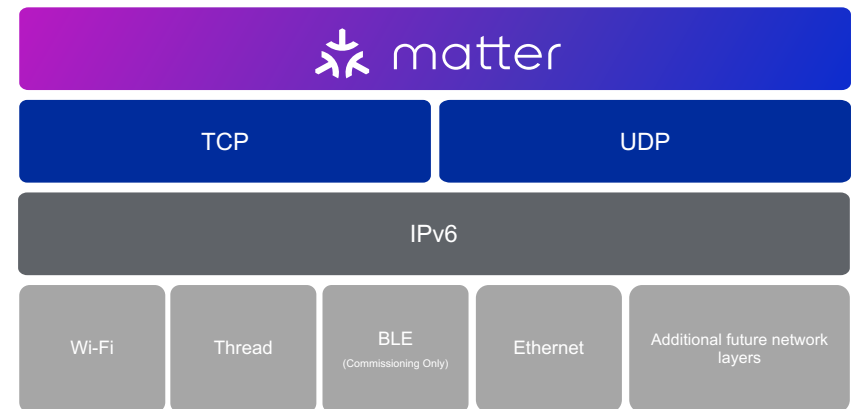 matter
TCP
UDP
IPv6
Wi-Fi
Thread
BLE
(Commissioning Only)
Ethernet
Additional future network
layers